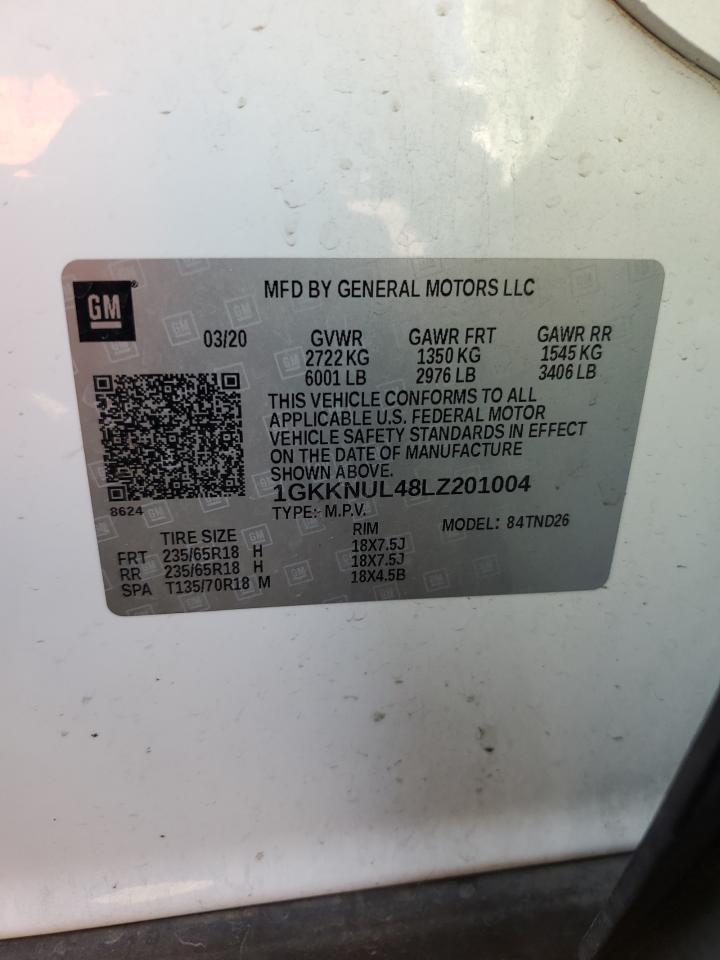 GM ®
MFD BY GENERAL MOTORS LLC
03/20 GVWR GAWR FRT GAWR RR
2722 KG 1350 KG 1545 KG
6001 LB 2976 LB 3406 LB
THIS VEHICLE CONFORMS TO ALL
APPLICABLE U.S. FEDERAL MOTOR
VEHICLE SAFETY STANDARDS IN EFFECT
ON THE DATE OF MANUFACTURE
SHOWN ABOVE.
1GKKNUL48LZ201004
8624
TYPE: M.P.V. MODEL: 84TND26
TIRE SIZE RIM
FRT 235/65R18 H 18X7.5J
RR 235/65R18 H 18X7.5J
SPA T135/70R18 M 18X4.5B